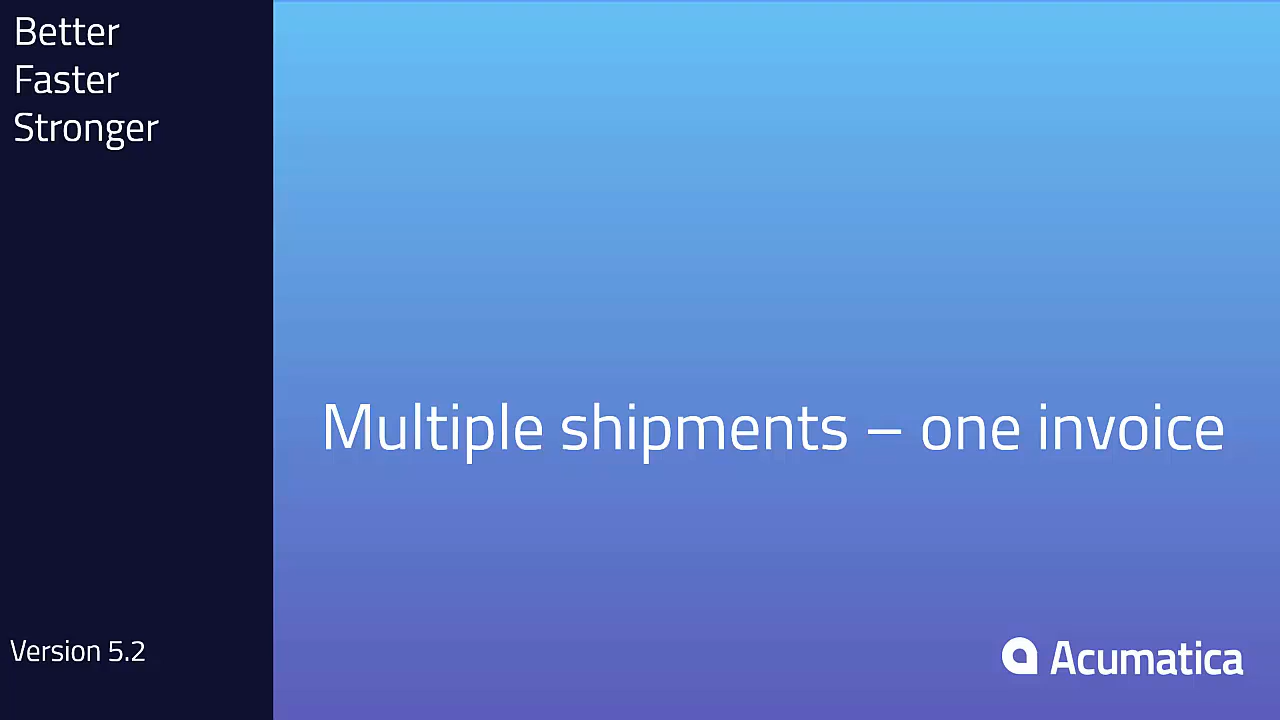 Better
Faster
Stronger
Multiple shipments – one invoice
Version 5.2
Acumatica